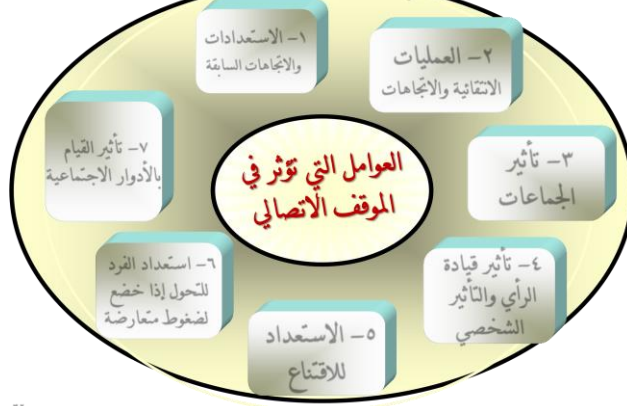 العوامل التي تؤثر في
الموقف الاتصالي
١- الاستعدادات
والاتجاهات السابقة
٢- العمليات
الانتقائية والاتجاهات
٣- تأثير
الجماعات
٤- تأثير قيادة
الرأي والتأثير
الشخصي
٥- الاستعداد
للاقتناع
٦- استعداد الفرد
للتحول إذا خضع
لضغوط متعارضة
٧- تأثير القيام
بالأدوار الاجتماعية